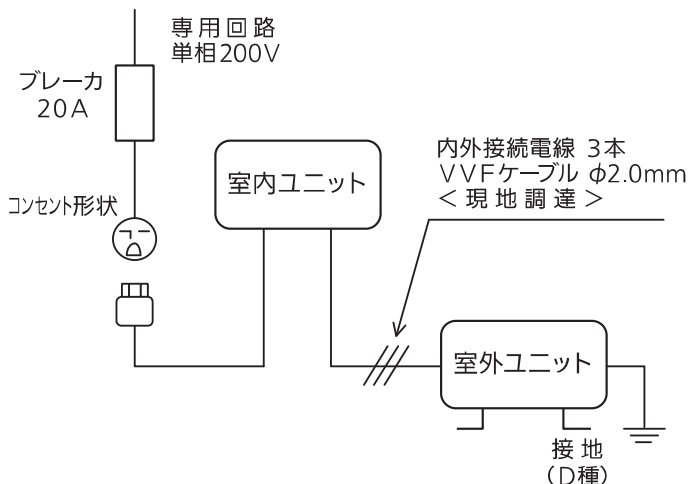 専用回路
単相200V
ブレーカ
20A
コンセント形状
室内ユニット
内外接続電線 3本
VVFケーブル φ2.0mm
<現地調達>
室外ユニット
接地
(D種)